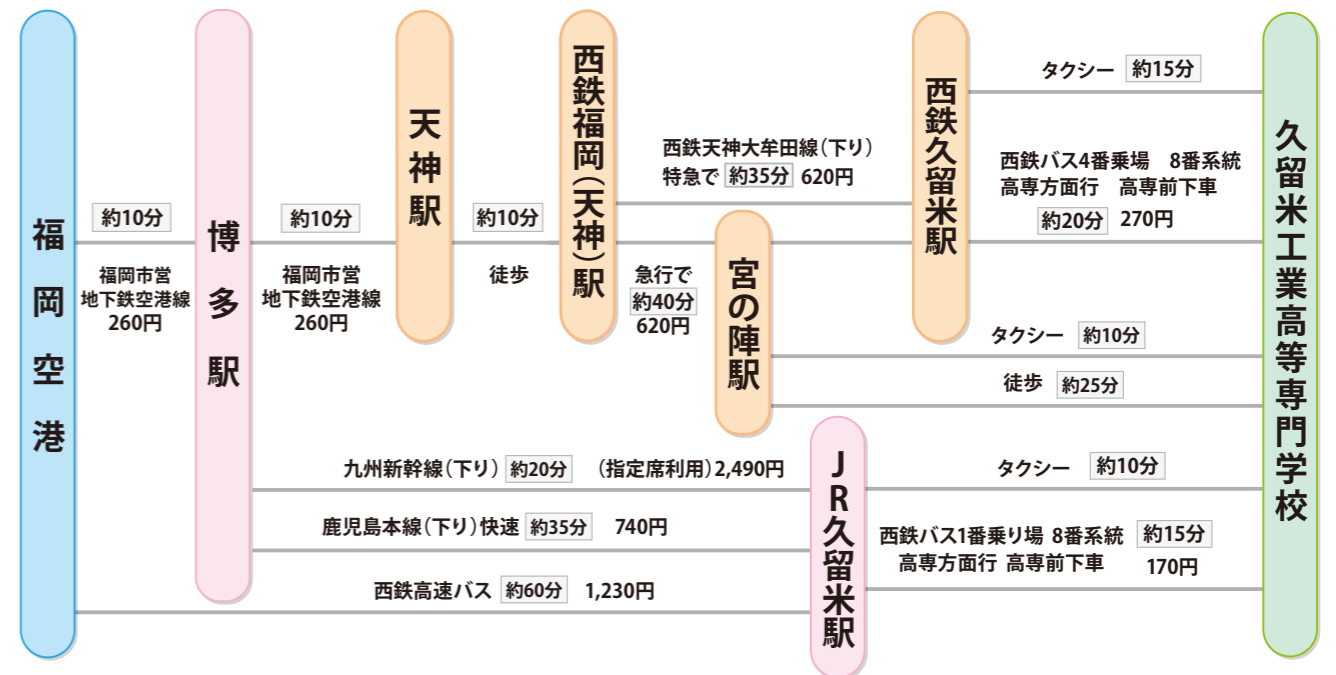 福岡空港
約10分
福岡市営
地下鉄空港線
260円
博多駅
約10分
福岡市営
地下鉄空港線
260円
天神駅
約10分
徒歩
西鉄福岡(天神)駅
西鉄天神大牟田線(下り)
特急で 約35分 620円
急行で
約40分
620円
宮の陣駅
西鉄久留米駅
タクシー 約15分
西鉄バス4番乗場 8番系統
高専方面行 高専前下車
約20分 270円
タクシー 約10分
徒歩 約25分
九州新幹線(下り) 約20分 (指定席利用)2,490円
鹿児島本線(下り)快速 約35分 740円
西鉄高速バス 約60分 1,230円
JR久留米駅
タクシー 約10分
西鉄バス1番乗り場 8番系統 約15分
高専方面行 高専前下車 170円
久留米工業高等専門学校